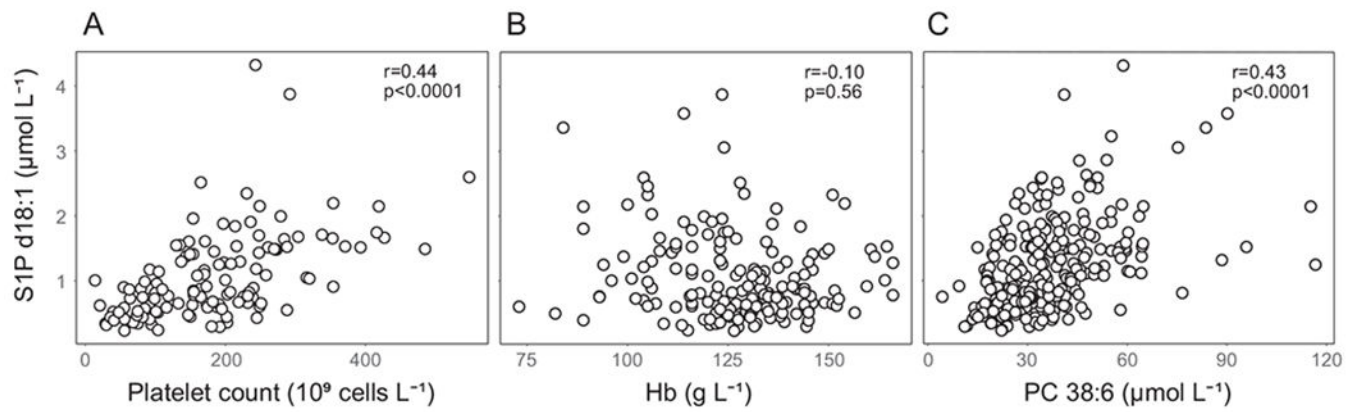 A
B
C
S1P d18:1 (µmol L⁻¹)
4
3
2
1
r=0.44
p<0.0001
r=-0.10
p=0.56
r=0.43
p<0.0001
0 200 400
75 100 125 150
0 30 60 90 120
Platelet count (10⁹ cells L⁻¹)
Hb (g L⁻¹)
PC 38:6 (µmol L⁻¹)